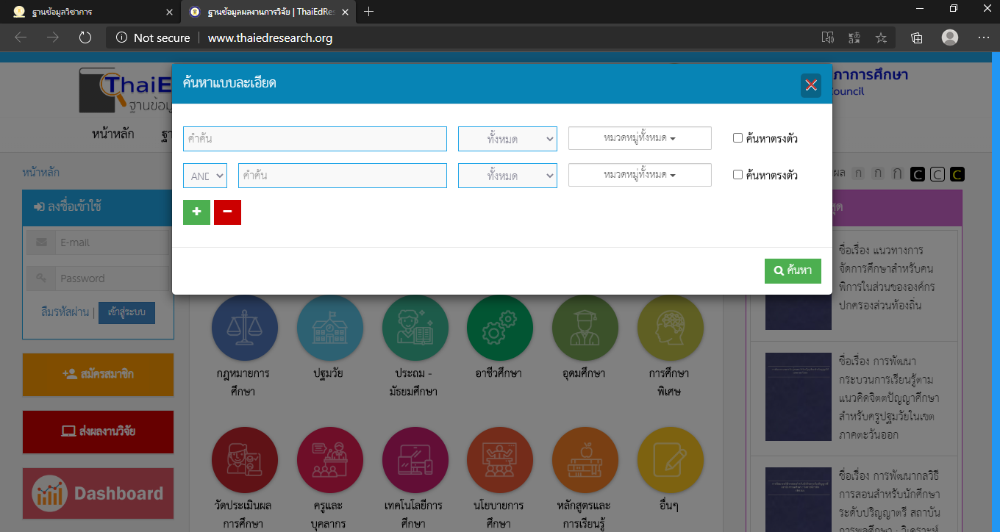 ฐานข้อมูลวิชาการ
ฐานข้อมูลผลงานการวิจัย | ThaiEdRes
Not secure
www.thaiedresearch.org
ThaiE
ฐานข้อมู
ภาการศึกษา
ouncil
ค้นหาแบบละเอียด
คำค้น
ทั้งหมด
หมวดหมู่ทั้งหมด
ค้นหาตรงตัว
AND
คำค้น
ทั้งหมด
หมวดหมู่ทั้งหมด
ค้นหาตรงตัว
ค้นหา
หน้าหลัก
ฐา
หน้าหลัก
ผล
ก
ก
ก
C
C
C
ลงชื่อเข้าใช้
E-mail
Password
ลืมรหัสผ่าน |
เข้าสู่ระบบ
สมัครสมาชิก
ส่งผลงานวิจัย
Dashboard
กฎหมายการ
ศึกษา
ปฐมวัย
ประถม -
มัธยมศึกษา
อาชีวศึกษา
อุดมศึกษา
การศึกษา
พิเศษ
วัดประเมินผล
การศึกษา
ครูและ
บุคลากร
เทคโนโลยีการ
ศึกษา
นโยบายการ
ศึกษา
หลักสูตรและ
การเรียนรู้
อื่นๆ
สุด
ชื่อเรื่อง แนวทางการ
จัดการศึกษาสำหรับคน
พิการในส่วนขององค์กร
ปกครองส่วนท้องถิ่น
ชื่อเรื่อง การพัฒนา
กระบวนการเรียนรู้ตาม
แนวคิดจิตตปัญญาศึกษา
สำหรับครูปฐมวัยในเขต
ภาคตะวันออก
ชื่อเรื่อง การพัฒนากลวิธี
การสอนสำหรับนักศึกษา
ระดับปริญญาตรี สถาบัน
การพลศึกษา : วิเคราะห์